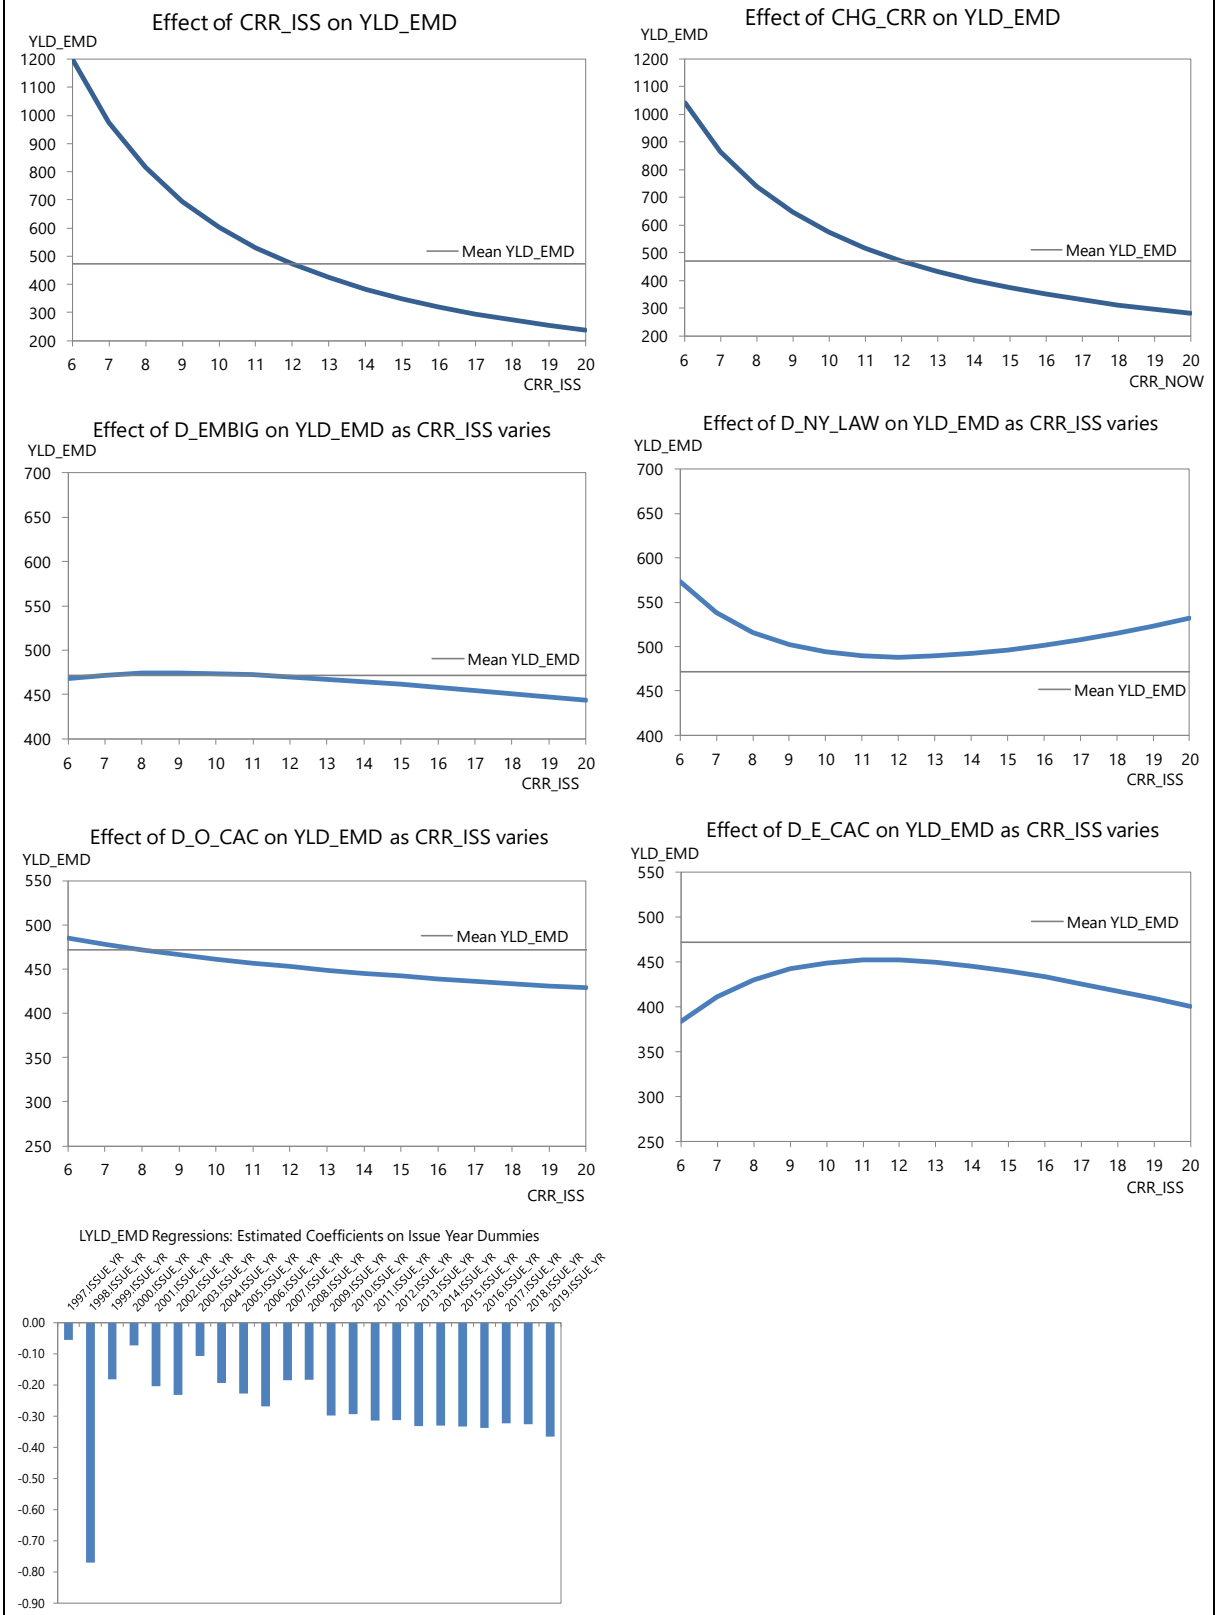 Effect of CRR_ISS on YLD_EMD
YLD_EMD
1200
1100
1000
900
800
700
600
500
400
300
200
Mean YLD_EMD
6 7 8 9 10 11 12 13 14 15 16 17 18 19 20
CRR_ISS
Effect of CHG_CRR on YLD_EMD
YLD_EMD
1200
1100
1000
900
800
700
600
500
400
300
200
Mean YLD_EMD
6 7 8 9 10 11 12 13 14 15 16 17 18 19 20
CRR_NOW
Effect of D_EMBIG on YLD_EMD as CRR_ISS varies
YLD_EMD
700
650
600
550
500
450
400
Mean YLD_EMD
6 7 8 9 10 11 12 13 14 15 16 17 18 19 20
CRR_ISS
Effect of D_NY_LAW on YLD_EMD as CRR_ISS varies
YLD_EMD
700
650
600
550
500
450
400
Mean YLD_EMD
6 7 8 9 10 11 12 13 14 15 16 17 18 19 20
CRR_ISS
Effect of D_O_CAC on YLD_EMD as CRR_ISS varies
YLD_EMD
550
500
450
400
350
300
250
Mean YLD_EMD
6 7 8 9 10 11 12 13 14 15 16 17 18 19 20
CRR_ISS
Effect of D_E_CAC on YLD_EMD as CRR_ISS varies
YLD_EMD
550
500
450
400
350
300
250
Mean YLD_EMD
6 7 8 9 10 11 12 13 14 15 16 17 18 19 20
CRR_ISS
LYLD_EMD Regressions: Estimated Coefficients on Issue Year Dummies
1997.ISSUE_YR
1998.ISSUE_YR
1999.ISSUE_YR
2000.ISSUE_YR
2001.ISSUE_YR
2002.ISSUE_YR
2003.ISSUE_YR
2004.ISSUE_YR
2005.ISSUE_YR
2006.ISSUE_YR
2007.ISSUE_YR
2008.ISSUE_YR
2009.ISSUE_YR
2010.ISSUE_YR
2011.ISSUE_YR
2012.ISSUE_YR
2013.ISSUE_YR
2014.ISSUE_YR
2015.ISSUE_YR
2016.ISSUE_YR
2017.ISSUE_YR
2018.ISSUE_YR
2019.ISSUE_YR
0.00
-0.10
-0.20
-0.30
-0.40
-0.50
-0.60
-0.70
-0.80
-0.90